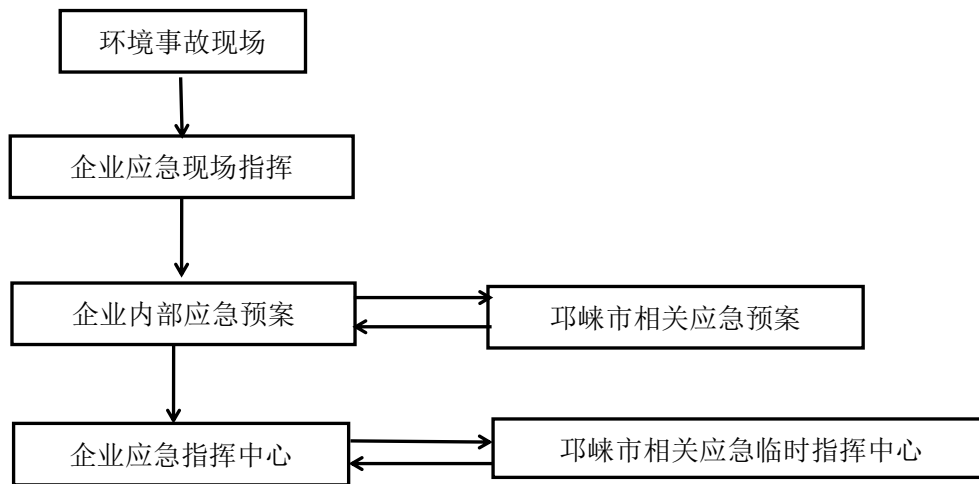 环境事故现场
企业应急现场指挥
企业内部应急预案
邛崃市相关应急预案
企业应急指挥中心
邛崃市相关应急临时指挥中心